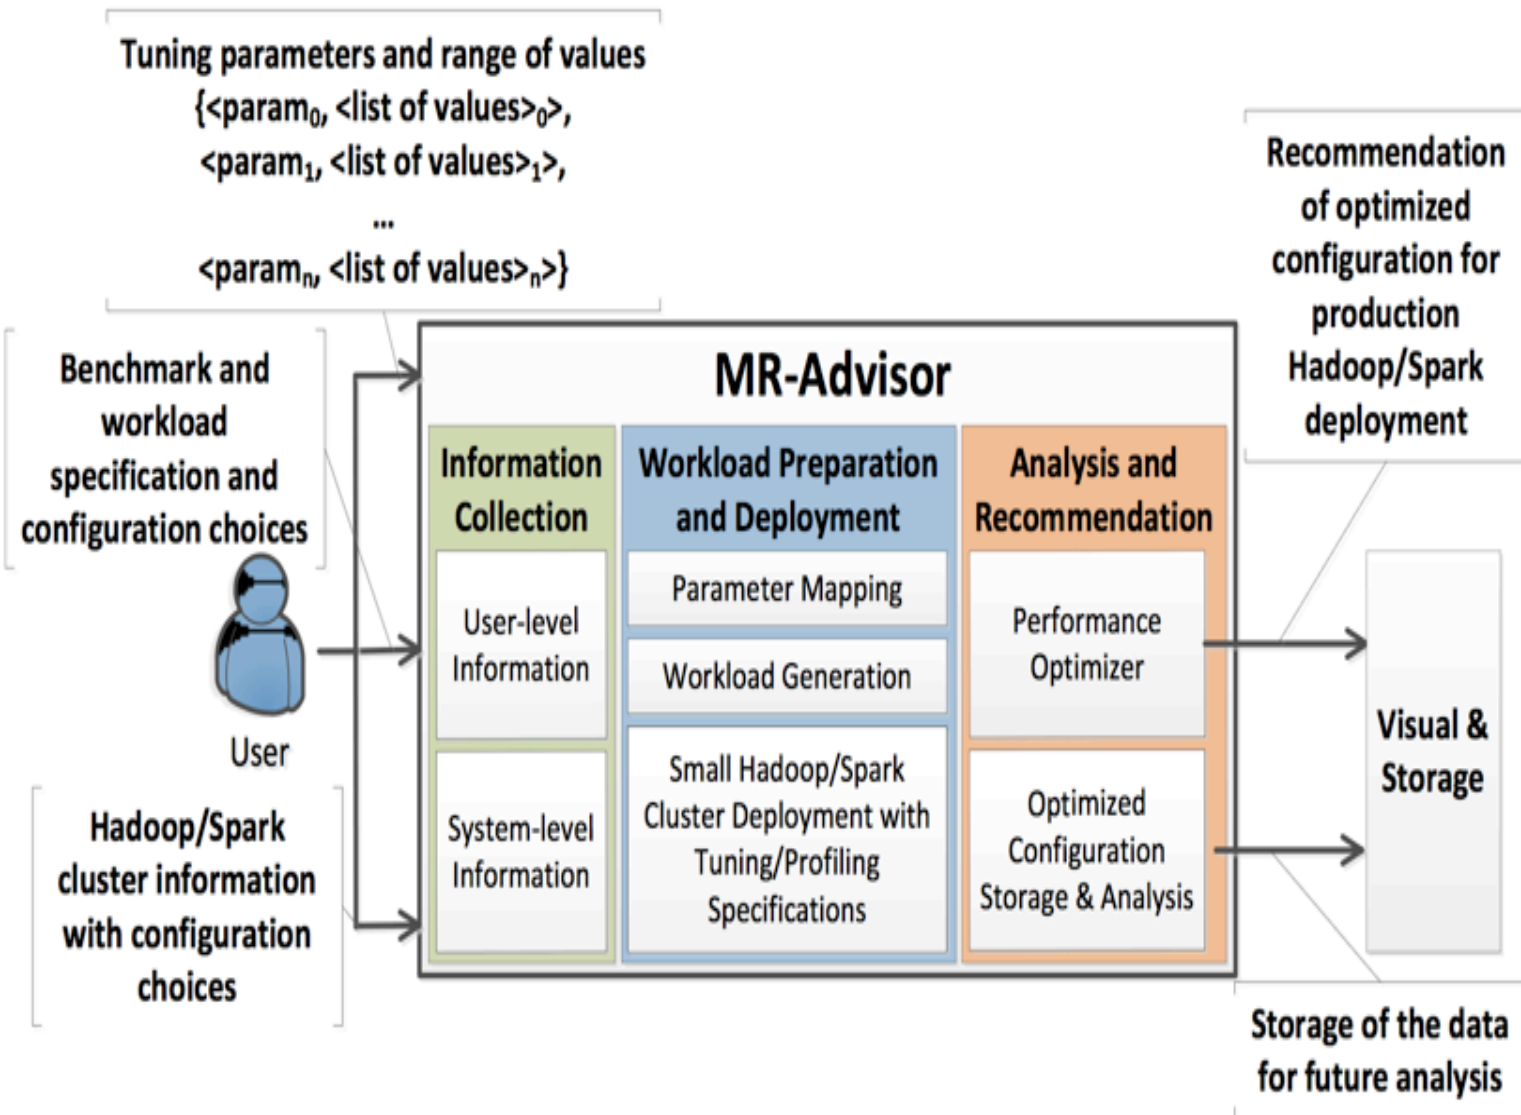 Tuning parameters and range of values
{<param0, <list of values>0>,
<param1, <list of values>1>,
...
<paramn, <list of values>n>}
Benchmark and
workload
specification and
configuration choices
User
Hadoop/Spark
cluster information
with configuration
choices
MR-Advisor
Information
Collection
User-level
Information
System-level
Information
Workload Preparation
and Deployment
Parameter Mapping
Workload Generation
Small Hadoop/Spark
Cluster Deployment with
Tuning/Profiling
Specifications
Analysis and
Recommendation
Performance
Optimizer
Optimized
Configuration
Storage & Analysis
Recommendation
of optimized
configuration for
production
Hadoop/Spark
deployment
Visual &
Storage
Storage of the data
for future analysis